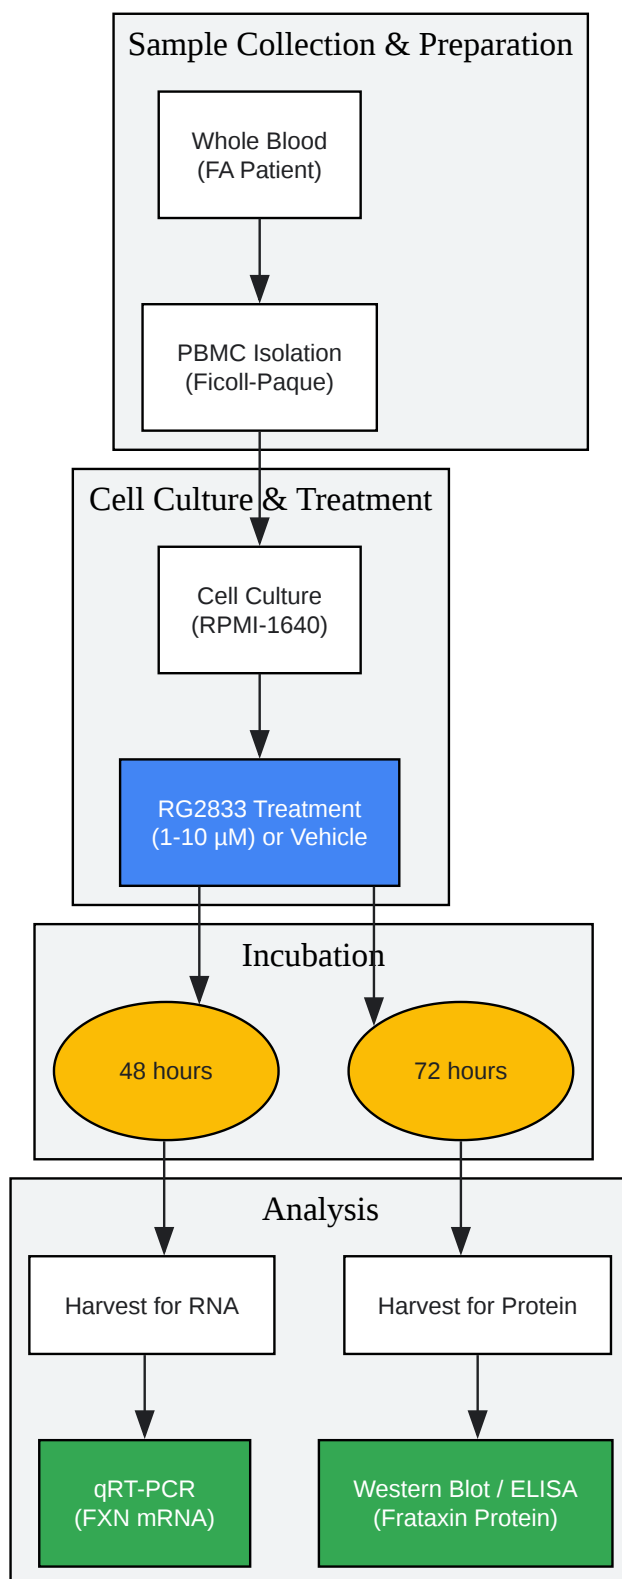 Sample Collection & Preparation
Whole Blood
(FA Patient)
PBMC Isolation
(Ficoll-Paque)
Cell Culture & Treatment
Cell Culture
(RPMI-1640)
RG2833 Treatment
(1-10 µM) or Vehicle
Incubation
48 hours
72 hours
Analysis
Harvest for RNA
Harvest for Protein
qRT-PCR
(FXN mRNA)
Western Blot / ELISA
(Frataxin Protein)